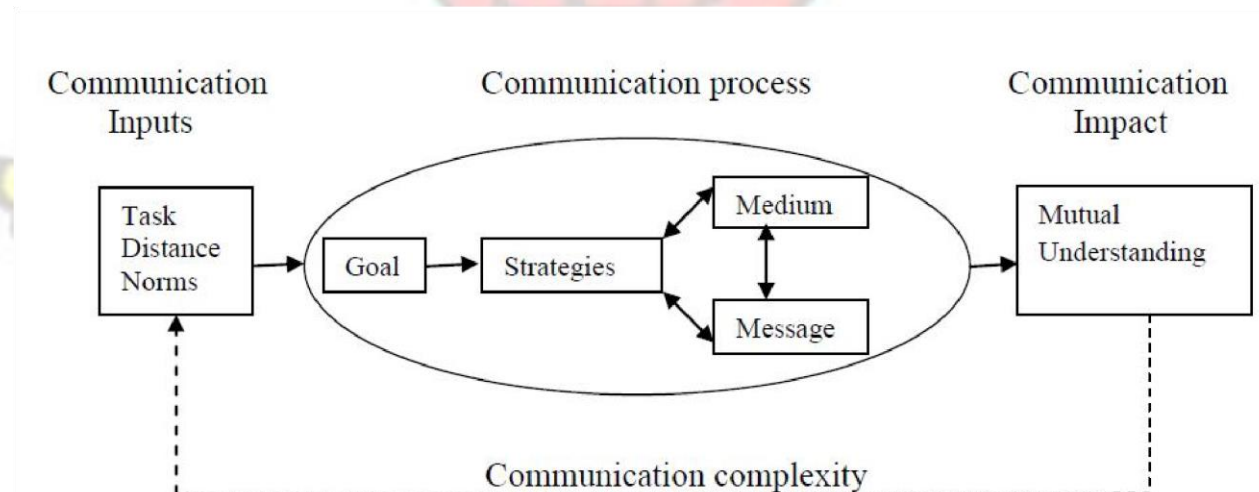 Communication
Inputs
Communication process
Communication
Impact
Task
Distance
Norms
Goal
Strategies
Medium
Message
Mutual
Understanding
Communication complexity